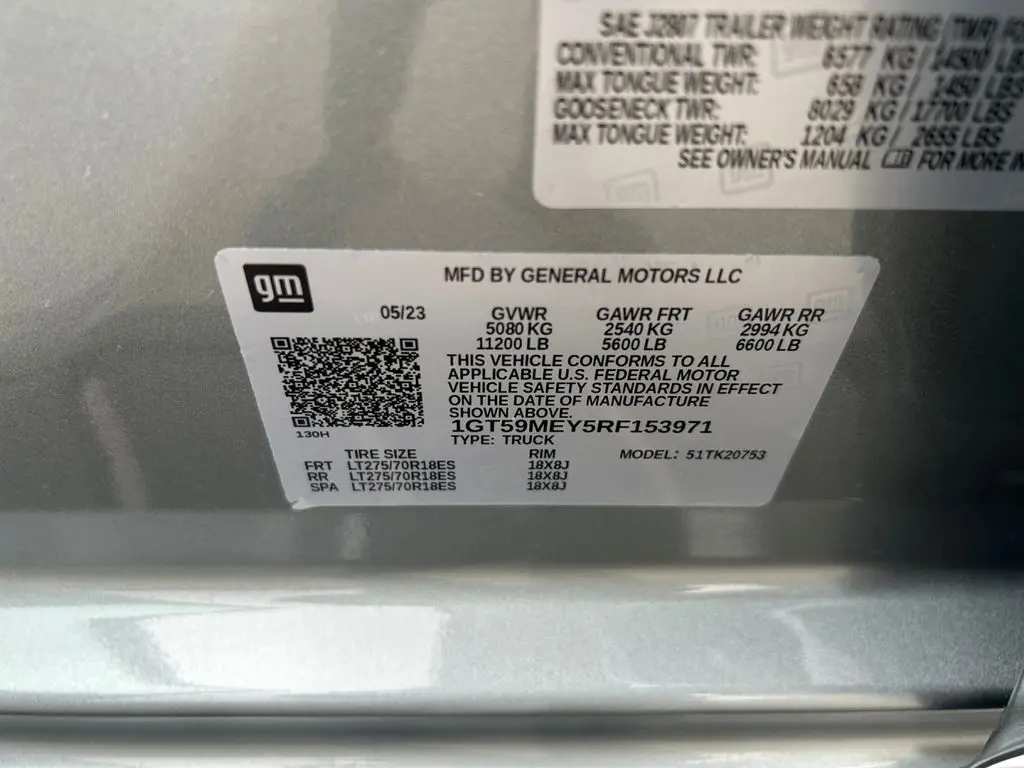 SAE J2807 TRAILER WEIGHT RATING (TWR)
CONVENTIONAL TWR: 6577 KG / 14500 LBS
MAX TONGUE WEIGHT: 658 KG / 1450 LBS
GOOSENECK TWR: 8029 KG / 17700 LBS
MAX TONGUE WEIGHT: 1204 KG / 2655 LBS
SEE OWNER'S MANUAL FOR MORE
gm
MFD BY GENERAL MOTORS LLC
05/23 GVWR GAWR FRT GAWR RR
5080 KG 2540 KG 2994 KG
11200 LB 5600 LB 6600 LB
THIS VEHICLE CONFORMS TO ALL
APPLICABLE U.S. FEDERAL MOTOR
VEHICLE SAFETY STANDARDS IN EFFECT
ON THE DATE OF MANUFACTURE
SHOWN ABOVE.
1GT59MEY5RF153971
130H
TYPE: TRUCK
TIRE SIZE RIM MODEL: 51TK20753
FRT LT275/70R18ES 18X8J
RR LT275/70R18ES 18X8J
SPA LT275/70R18ES 18X8J